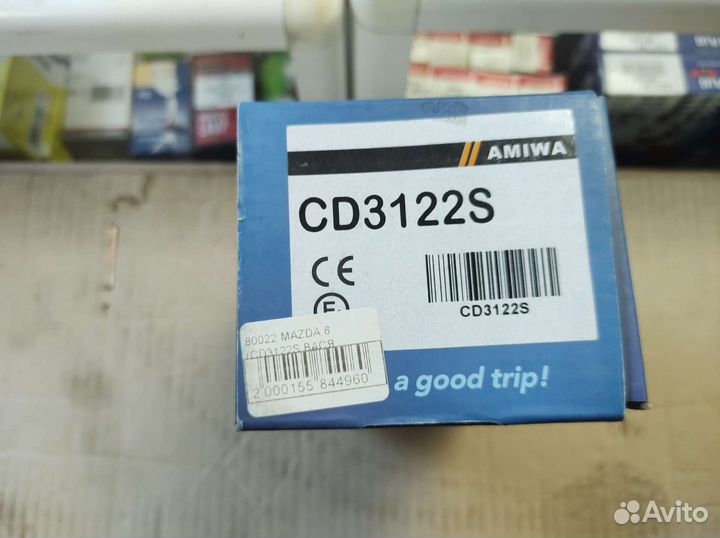 AMIWA
CD3122S
CE
CD3122S
80022 MAZDA 6
(CD3122S
2 000155 844960
a good trip!
Avito